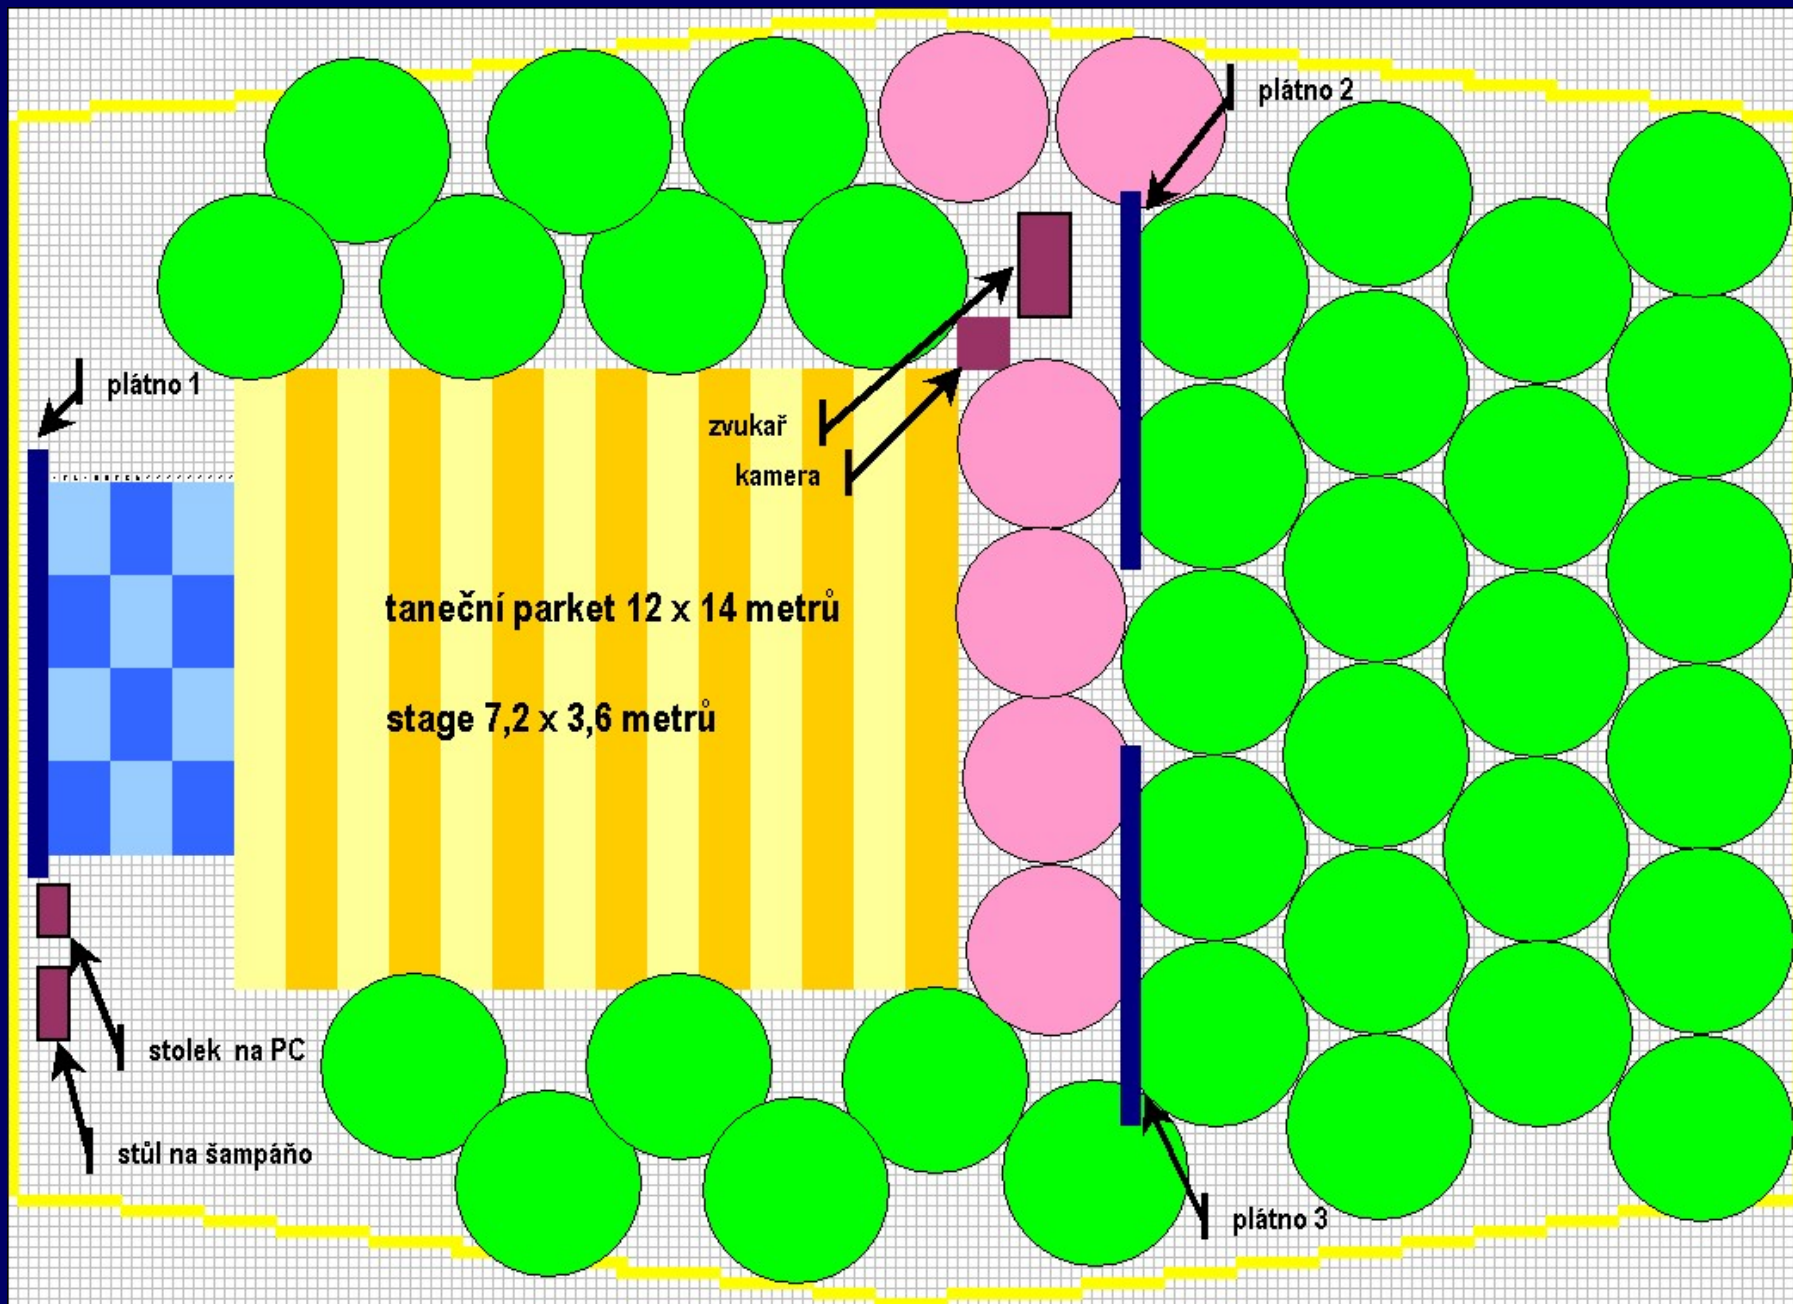 plátno 2
plátno 1
zvukař
kamera
taneční parket 12 x 14 metrů
stage 7,2 x 3,6 metrů
stolek na PC
stůl na šampáňo
plátno 3